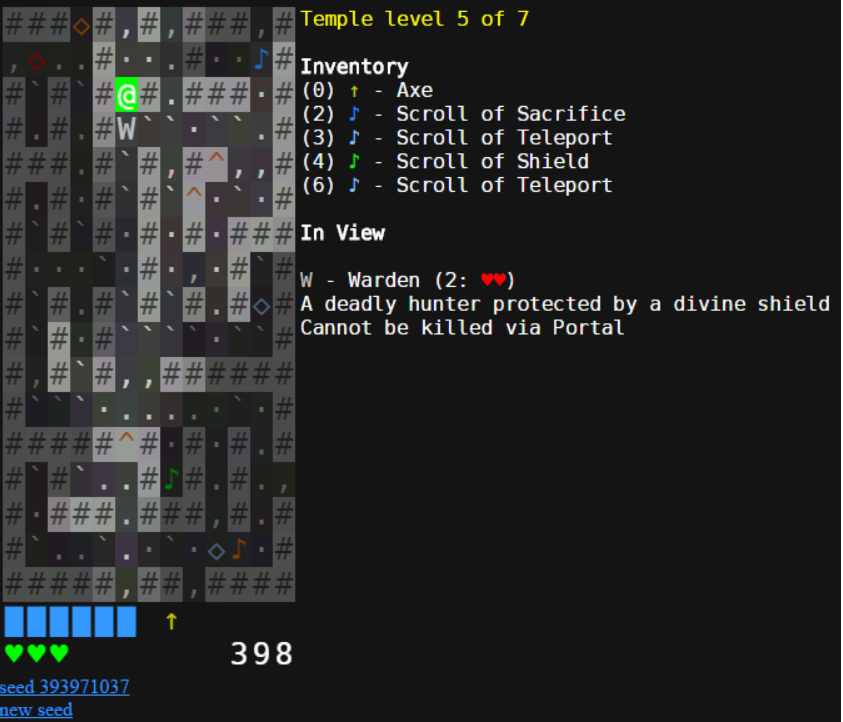 Temple level 5 of 7
Inventory
(0) ↑ - Axe
(2) ♪ - Scroll of Sacrifice
(3) ♪ - Scroll of Teleport
(4) ♪ - Scroll of Shield
(6) ♪ - Scroll of Teleport
In View
W - Warden (2: ♥♥)
A deadly hunter protected by a divine shield
Cannot be killed via Portal
@
W
398
seed 393971037
new seed